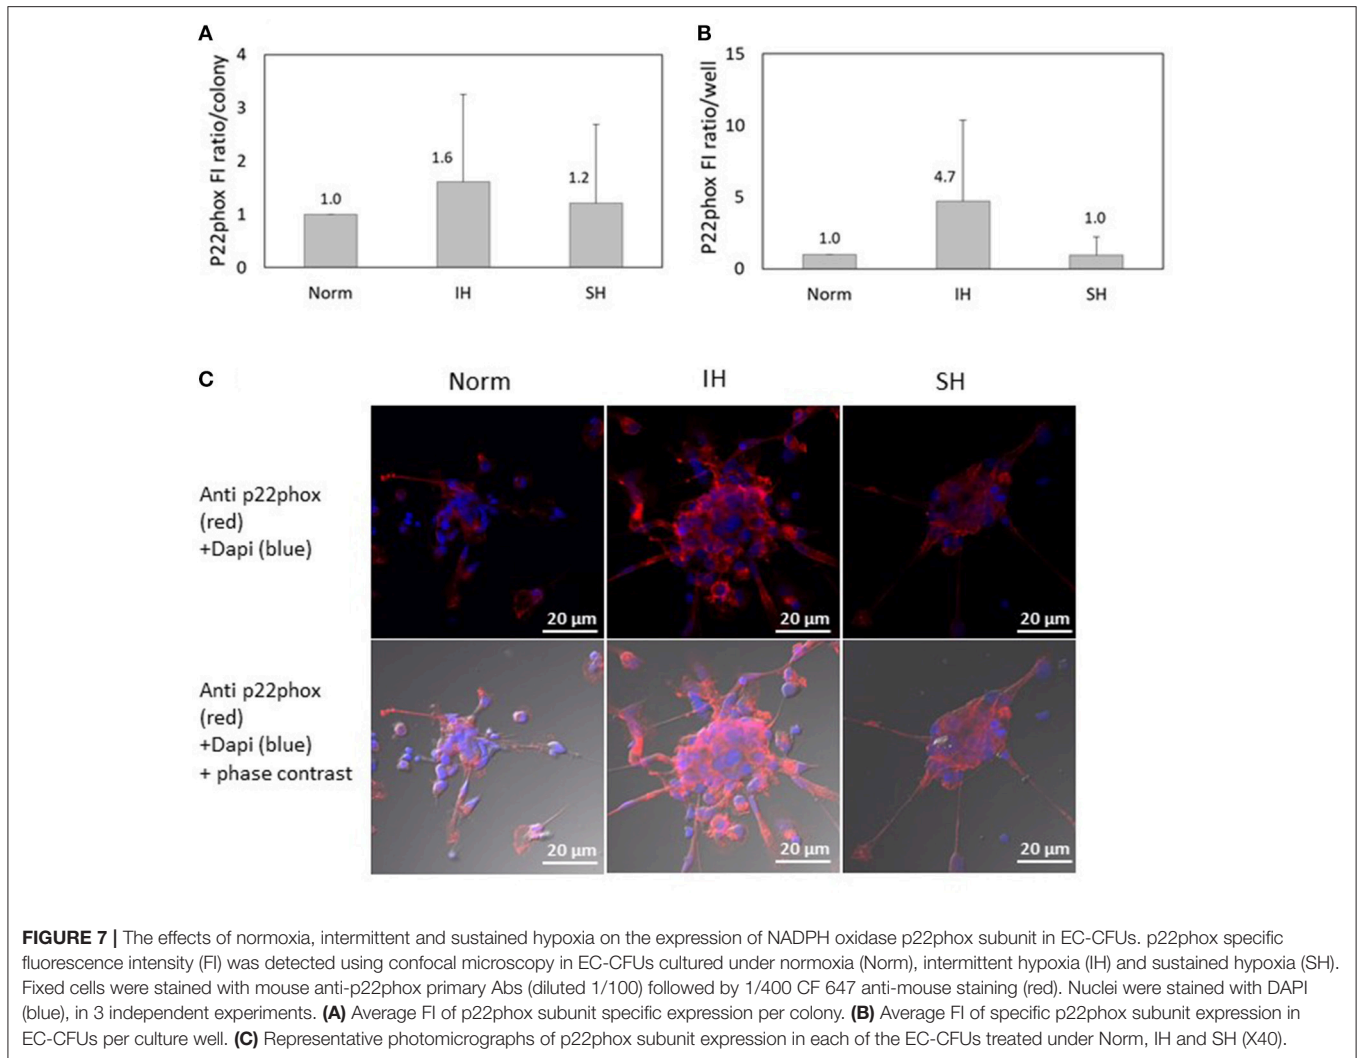 A
B
P22phox FI ratio/colony
4
3
2
1
0
1.0
1.6
1.2
Norm
IH
SH
P22phox FI ratio/well
15
10
5
0
1.0
4.7
1.0
Norm
IH
SH
C
Norm
IH
SH
Anti p22phox
(red)
+Dapi (blue)
20 µm
20 µm
20 µm
Anti p22phox
(red)
+Dapi (blue)
+ phase contrast
20 µm
20 µm
20 µm
FIGURE 7 | The effects of normoxia, intermittent and sustained hypoxia on the expression of NADPH oxidase p22phox subunit in EC-CFUs. p22phox specific
fluorescence intensity (FI) was detected using confocal microscopy in EC-CFUs cultured under normoxia (Norm), intermittent hypoxia (IH) and sustained hypoxia (SH).
Fixed cells were stained with mouse anti-p22phox primary Abs (diluted 1/100) followed by 1/400 CF 647 anti-mouse staining (red). Nuclei were stained with DAPI
(blue), in 3 independent experiments. (A) Average FI of p22phox subunit specific expression per colony. (B) Average FI of specific p22phox subunit expression in
EC-CFUs per culture well. (C) Representative photomicrographs of p22phox subunit expression in each of the EC-CFUs treated under Norm, IH and SH (X40).